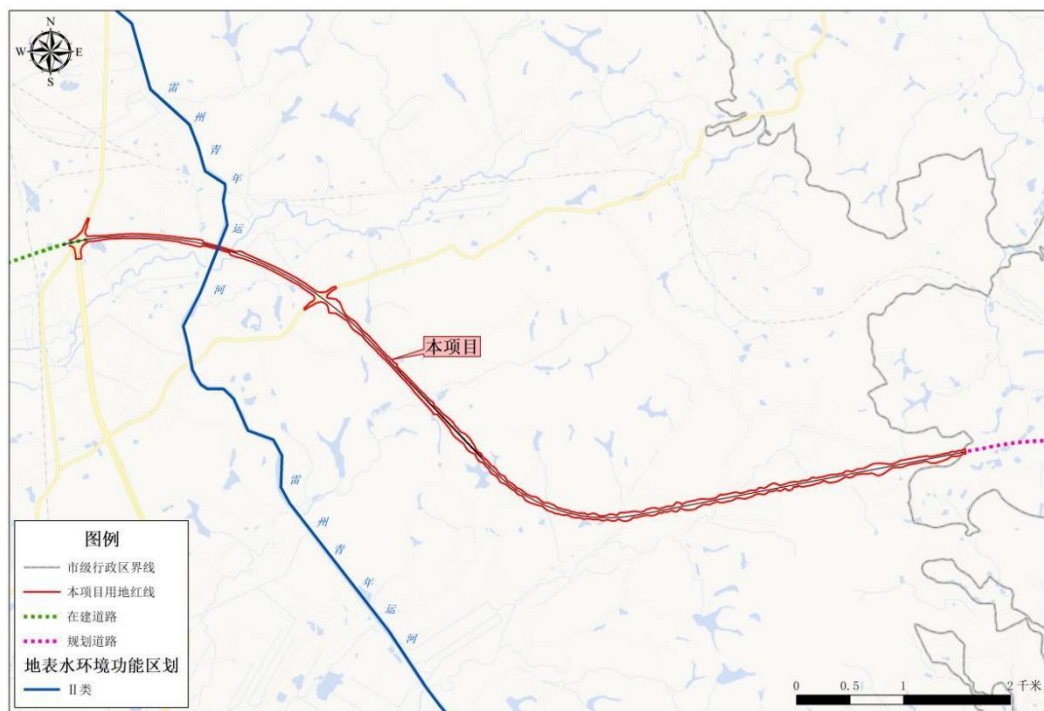 N
W
E
S
雷州青年运河
本项目
雷州青年运河
图例
市级行政区界线
本项目用地红线
在建道路
规划道路
地表水环境功能区划
Ⅱ类
0 0.5 1 2 千米